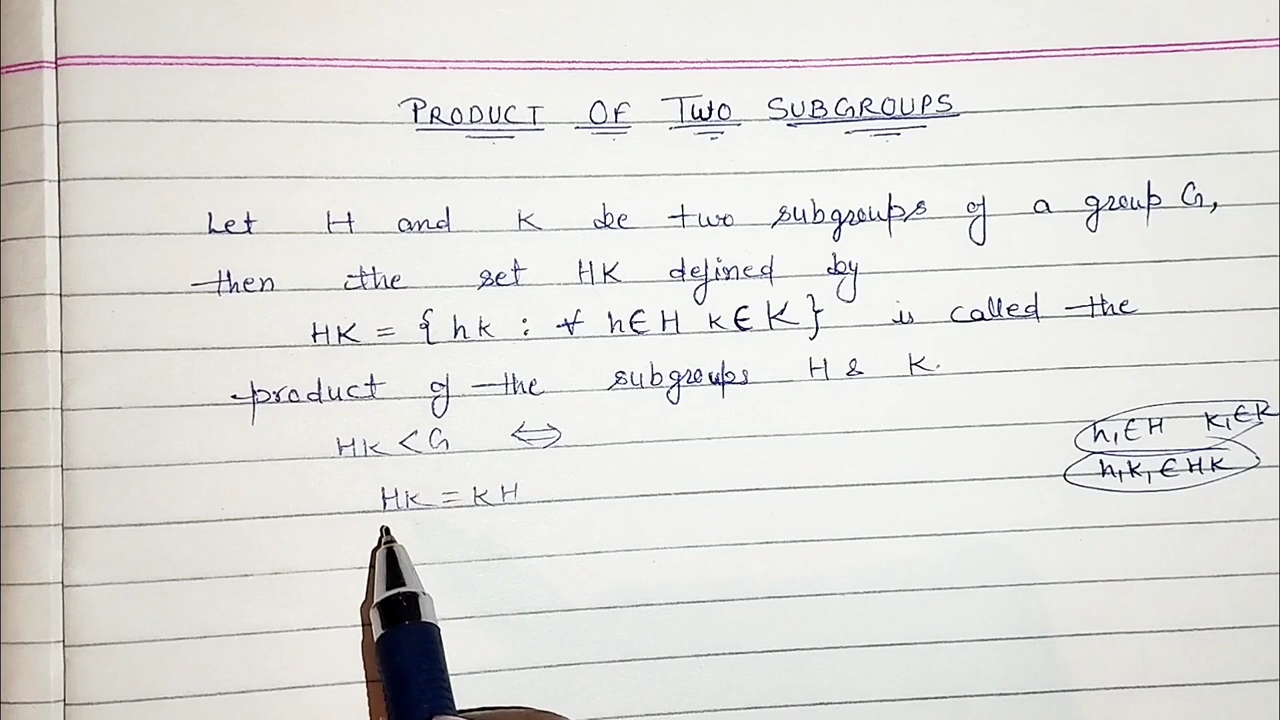 PRODUCT OF TWO SUBGROUPS
Let H and K be two subgroups of a group G,
then the set HK defined by
HK = { hk : ∀ h∈H k∈K } is called the
product of the subgroups H & K.
HK < G ⇔
h₁∈H k₁∈K
h₁k₁∈HK
HK = KH